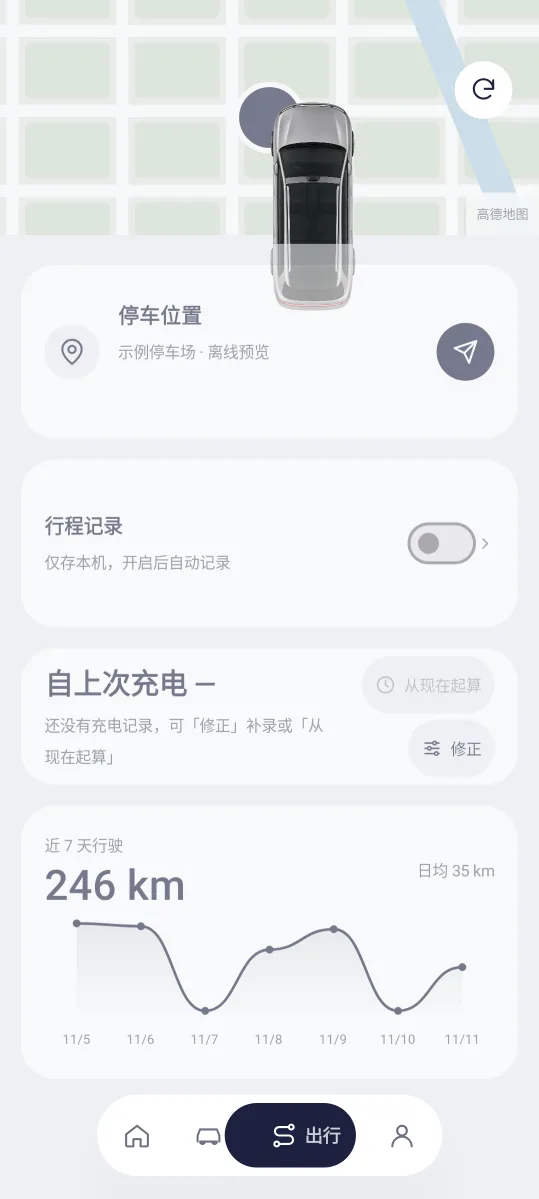 高德地图
停车位置
示例停车场 · 离线预览
行程记录
仅存本机，开启后自动记录
自上次充电 —
从现在起算
还没有充电记录，可「修正」补录或「从
现在起算」
修正
近 7 天行驶
246 km
日均 35 km
11/5 11/6 11/7 11/8 11/9 11/10 11/11
出行